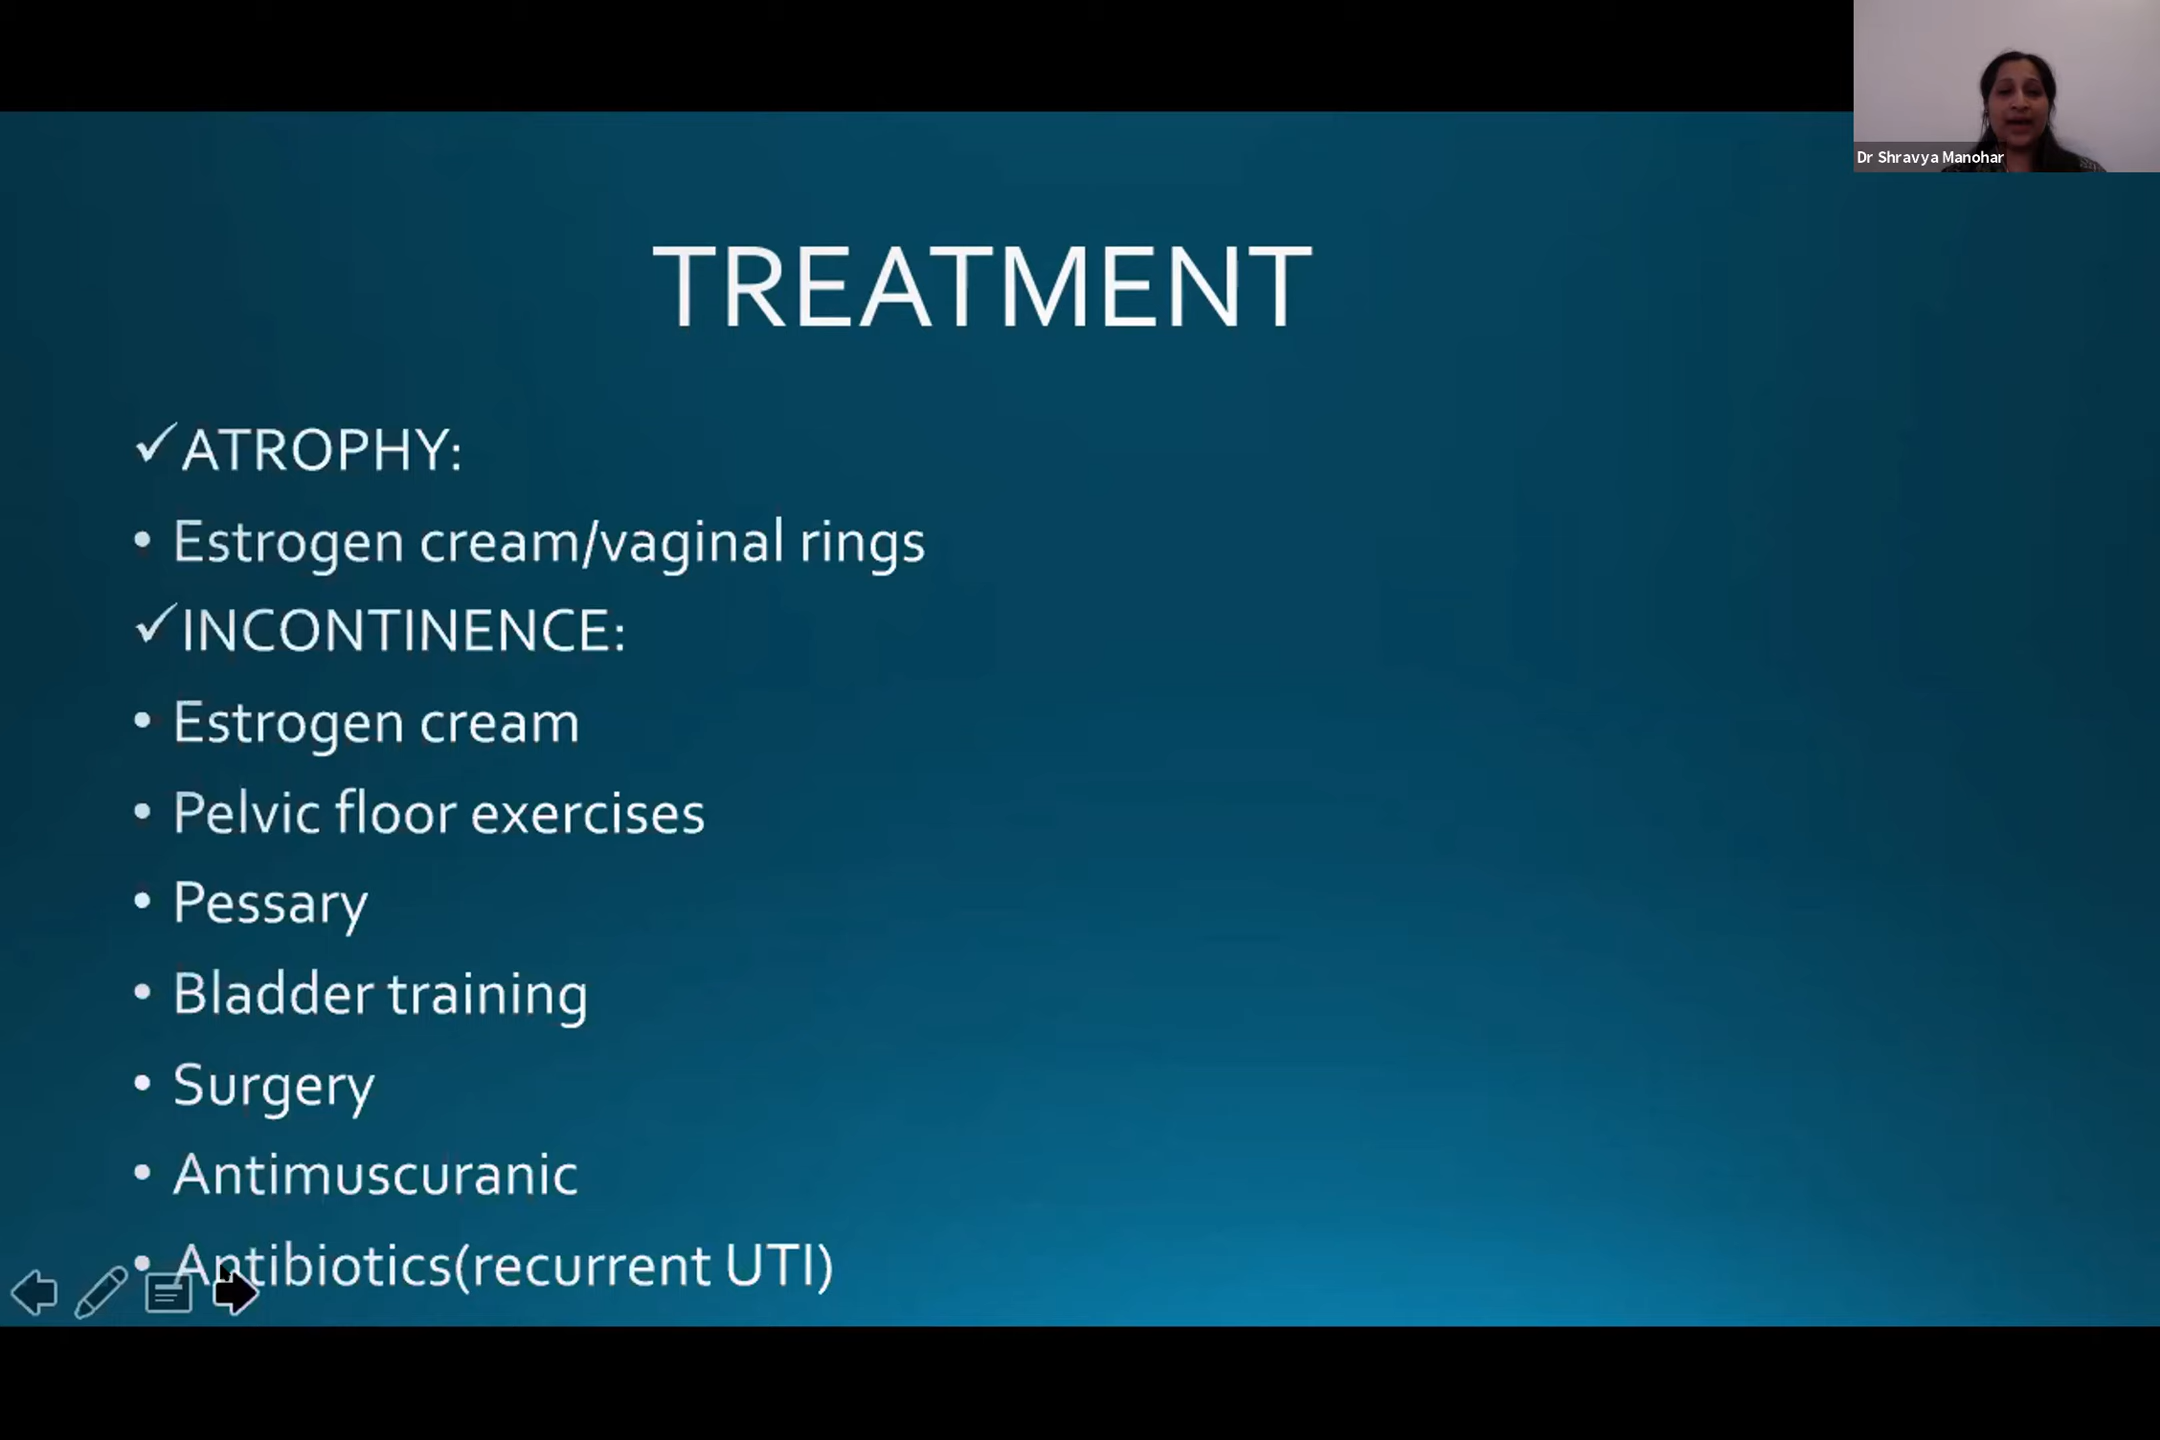 Dr Shravya Manohar
TREATMENT
✓ATROPHY:
• Estrogen cream/vaginal rings
✓INCONTINENCE:
• Estrogen cream
• Pelvic floor exercises
• Pessary
• Bladder training
• Surgery
• Antimuscuranic
• Antibiotics(recurrent UTI)